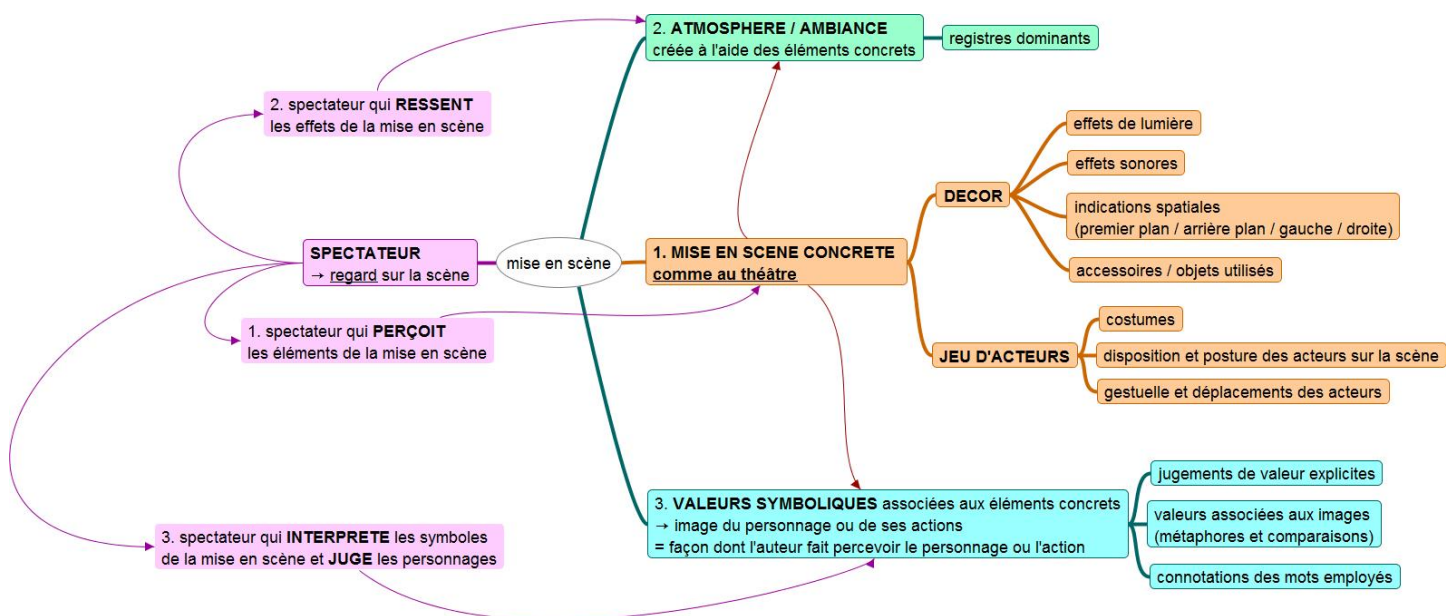 2. ATMOSPHERE / AMBIANCE
créée à l'aide des éléments concrets
registres dominants
2. spectateur qui RESSENT
les effets de la mise en scène
effets de lumière
effets sonores
DECOR
indications spatiales
(premier plan / arrière plan / gauche / droite)
accessoires / objets utilisés
SPECTATEUR
→ regard sur la scène
mise en scène
1. MISE EN SCENE CONCRETE
comme au théâtre
1. spectateur qui PERÇOIT
les éléments de la mise en scène
costumes
JEU D'ACTEURS
disposition et posture des acteurs sur la scène
gestuelle et déplacements des acteurs
3. VALEURS SYMBOLIQUES associées aux éléments concrets
→ image du personnage ou de ses actions
= façon dont l'auteur fait percevoir le personnage ou l'action
jugements de valeur explicites
valeurs associées aux images
(métaphores et comparaisons)
connotations des mots employés
3. spectateur qui INTERPRETE les symboles
de la mise en scène et JUGE les personnages